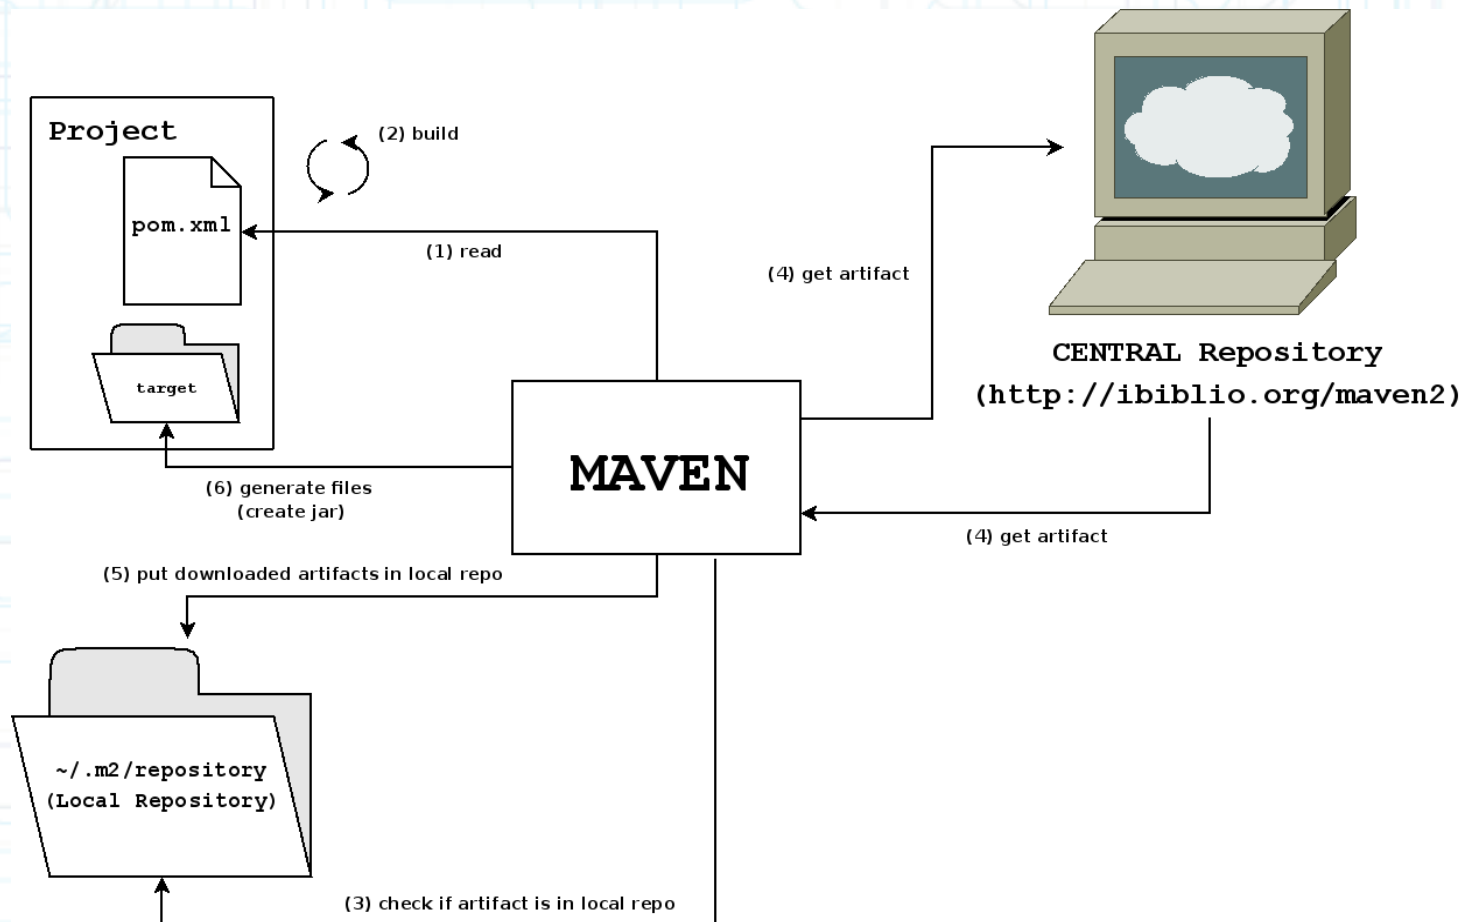 Project
(2) build
pom.xml
(1) read
(4) get artifact
CENTRAL Repository
(http://ibiblio.org/maven2)
target
MAVEN
(6) generate files
(create jar)
(4) get artifact
(5) put downloaded artifacts in local repo
~/.m2/repository
(Local Repository)
(3) check if artifact is in local repo